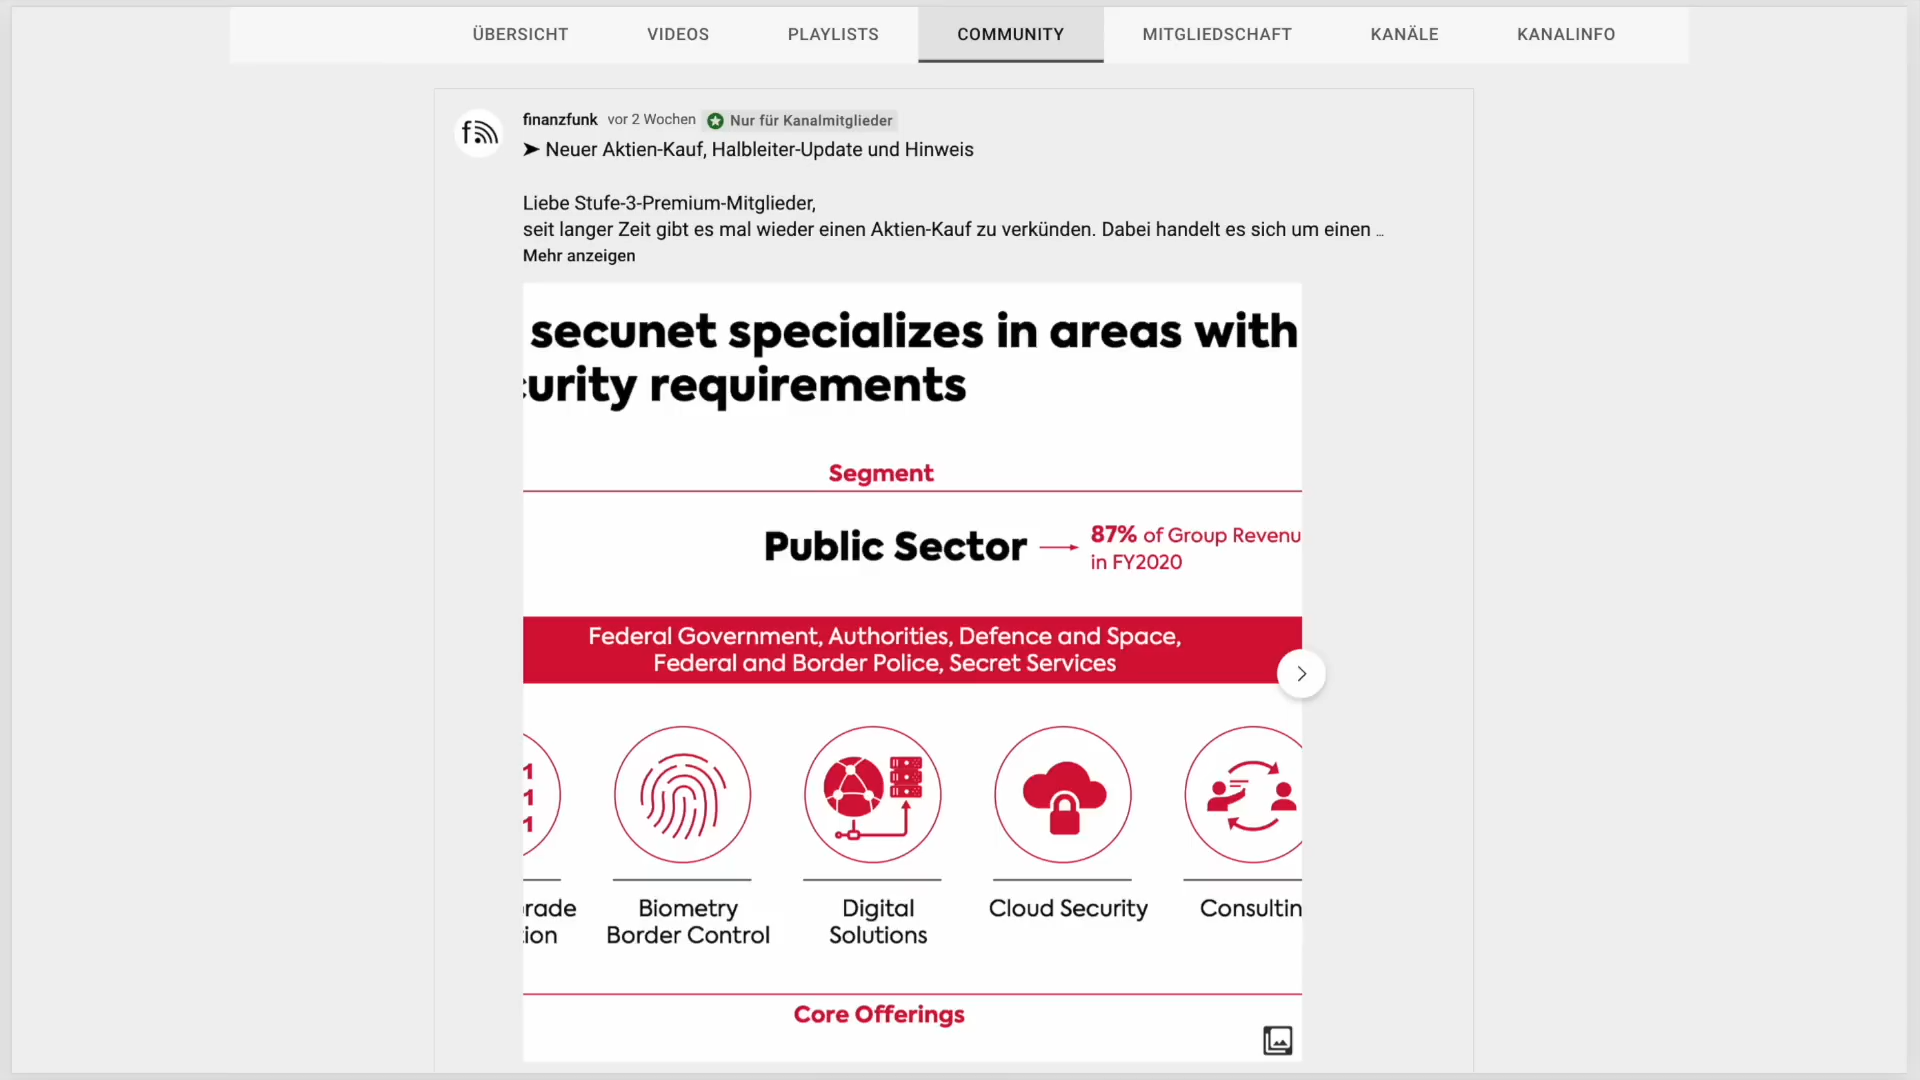 ÜBERSICHT VIDEOS PLAYLISTS COMMUNITY MITGLIEDSCHAFT KANÄLE KANALINFO
finanzfunk vor 2 Wochen Nur für Kanalmitglieder
➤ Neuer Aktien-Kauf, Halbleiter-Update und Hinweis
Liebe Stufe-3-Premium-Mitglieder,
seit langer Zeit gibt es mal wieder einen Aktien-Kauf zu verkünden. Dabei handelt es sich um einen ...
Mehr anzeigen
secunet specializes in areas with
curity requirements
Segment
Public Sector
87% of Group Revenu
in FY2020
Federal Government, Authorities, Defence and Space,
Federal and Border Police, Secret Services
1
1
1
rade
ion
Biometry
Border Control
Digital
Solutions
Cloud Security
Consultin
Core Offerings